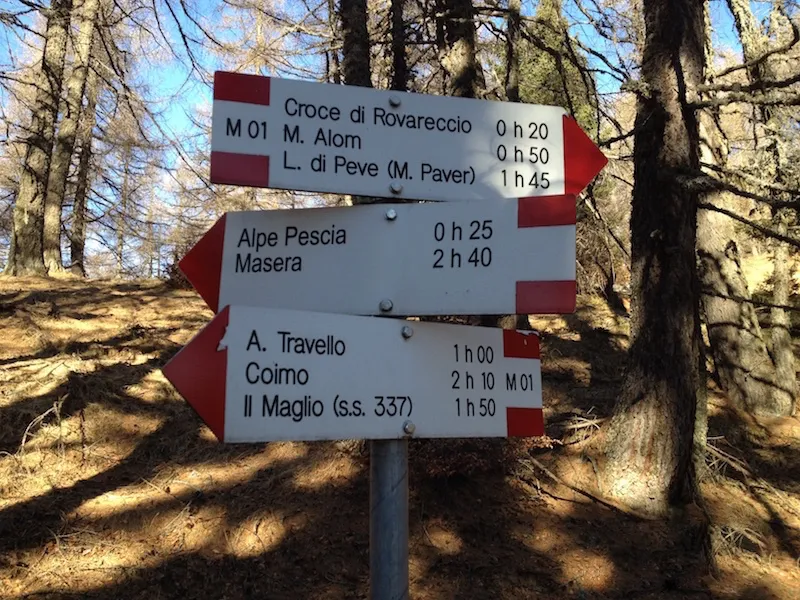 M 01
Croce di Rovareccio 0 h 20
M. Alom 0 h 50
L. di Peve (M. Paver) 1 h 45
Alpe Pescia 0 h 25
Masera 2 h 40
A. Travello 1 h 00
Coimo 2 h 10 M 01
Il Maglio (s.s. 337) 1 h 50